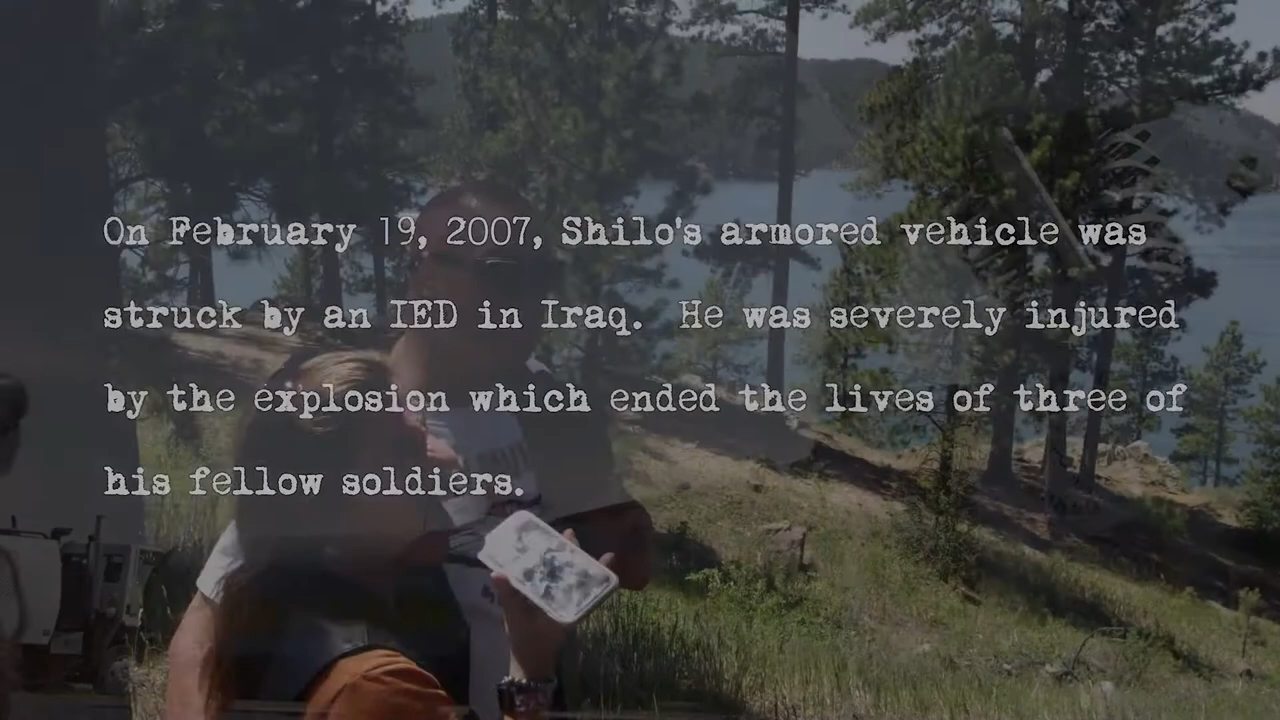 On February 19, 2007, Shilo's armored vehicle was
struck by an IED in Iraq.  He was severely injured
by the explosion which ended the lives of three of
his fellow soldiers.